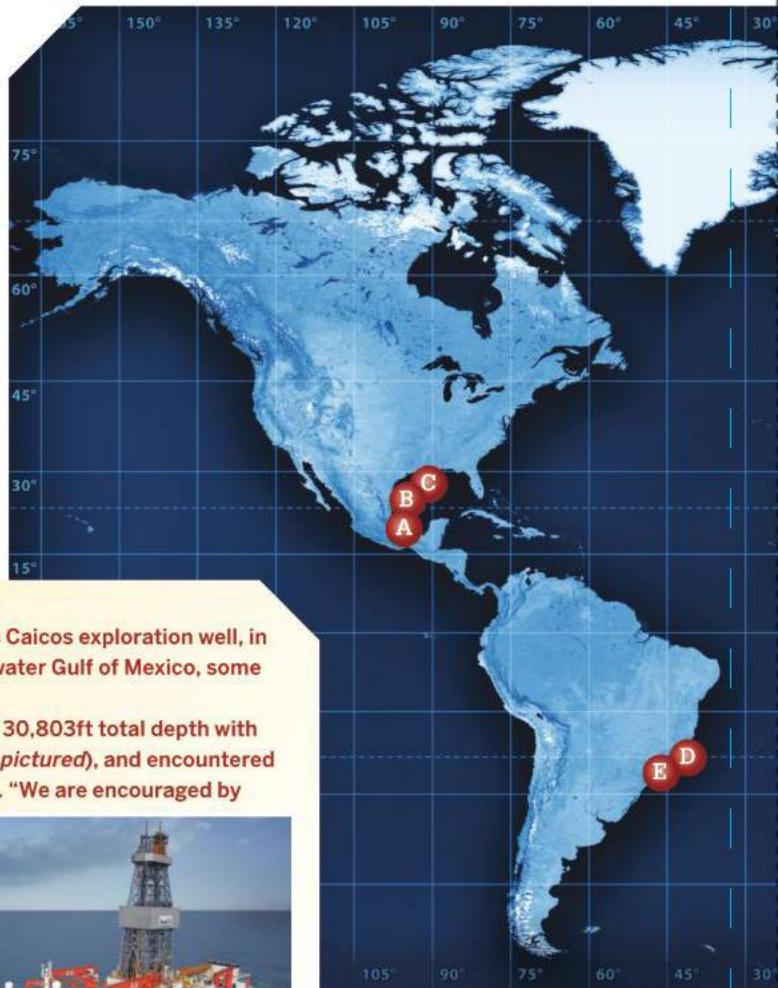 150° 135° 120° 105° 90° 75° 60° 45° 30°
75°
60°
45°
30°
15°
C
B
A
D
E
Caicos exploration well, in
water Gulf of Mexico, some
30,803ft total depth with
pictured), and encountered
. “We are encouraged by
105° 90° 75° 60° 45° 30°